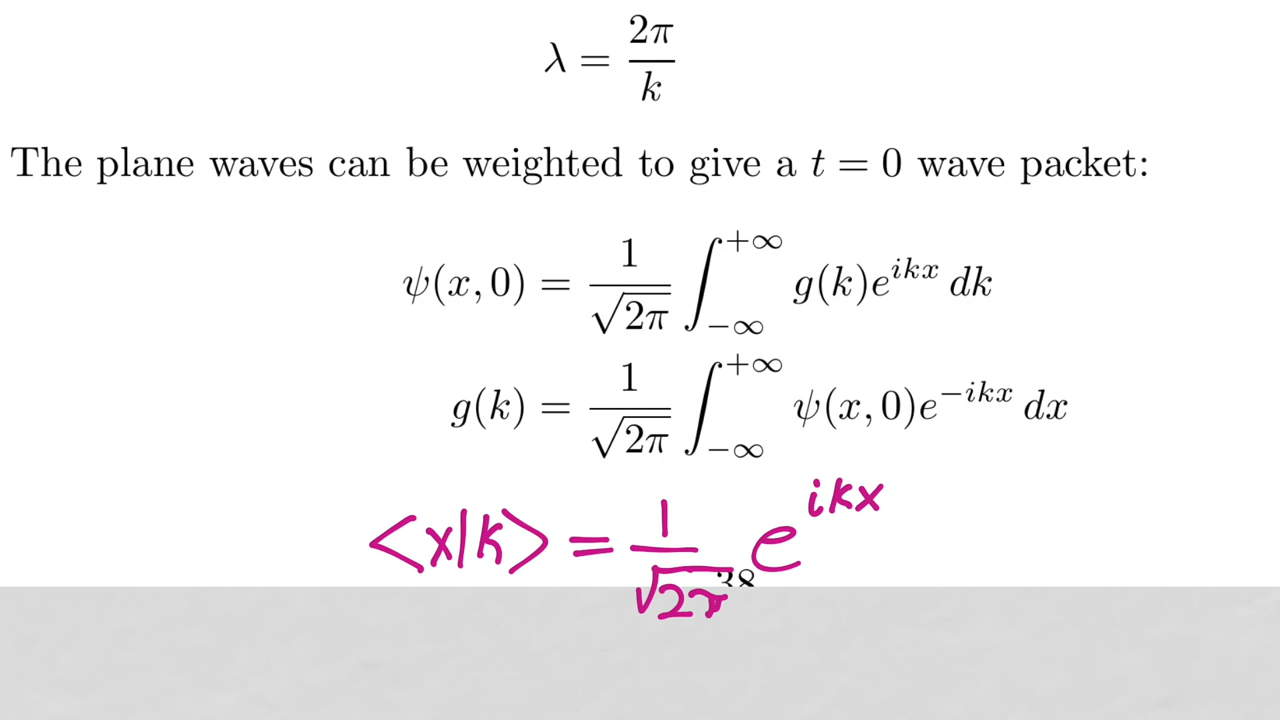 λ = 2π/k
The plane waves can be weighted to give a t = 0 wave packet:
ψ(x, 0) = 1/√2π ∫_{−∞}^{+∞} g(k)e^{ikx} dk
g(k) = 1/√2π ∫_{−∞}^{+∞} ψ(x, 0)e^{−ikx} dx
<x|k> = 1/√2π e^{ikx}
38